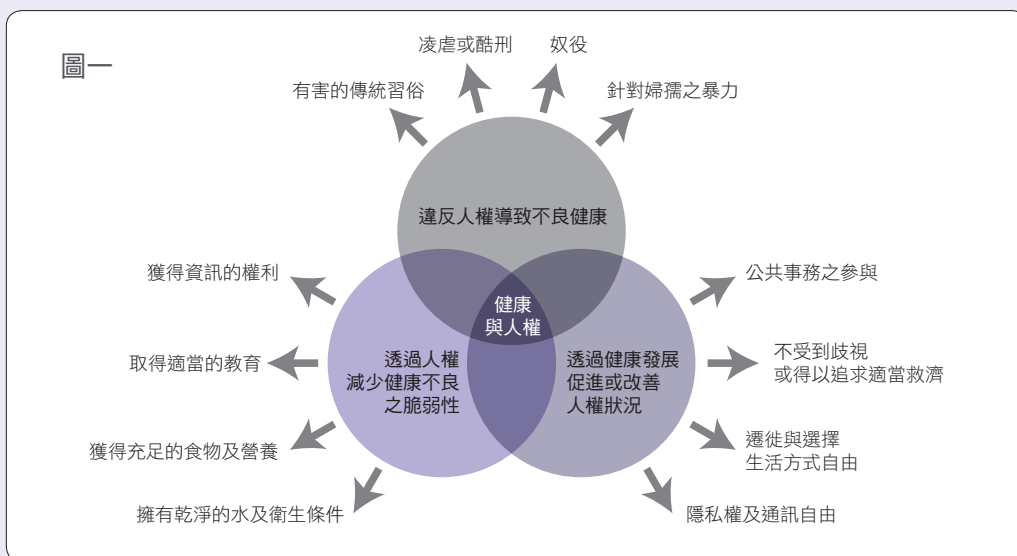 圖一
凌虐或酷刑
奴役
有害的傳統習俗
針對婦孺之暴力
違反人權導致不良健康
獲得資訊的權利
公共事務之參與
健康
與人權
取得適當的教育
透過人權
減少健康不良
之脆弱性
透過健康發展
促進或改善
人權狀況
不受到歧視
或得以追求適當救濟
獲得充足的食物及營養
遷徙與選擇
生活方式自由
擁有乾淨的水及衛生條件
隱私權及通訊自由